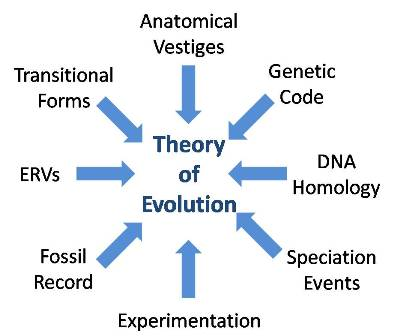 Anatomical
Vestiges
Transitional
Forms
Genetic
Code
Theory
of
Evolution
ERVs
DNA
Homology
Fossil
Record
Speciation
Events
Experimentation